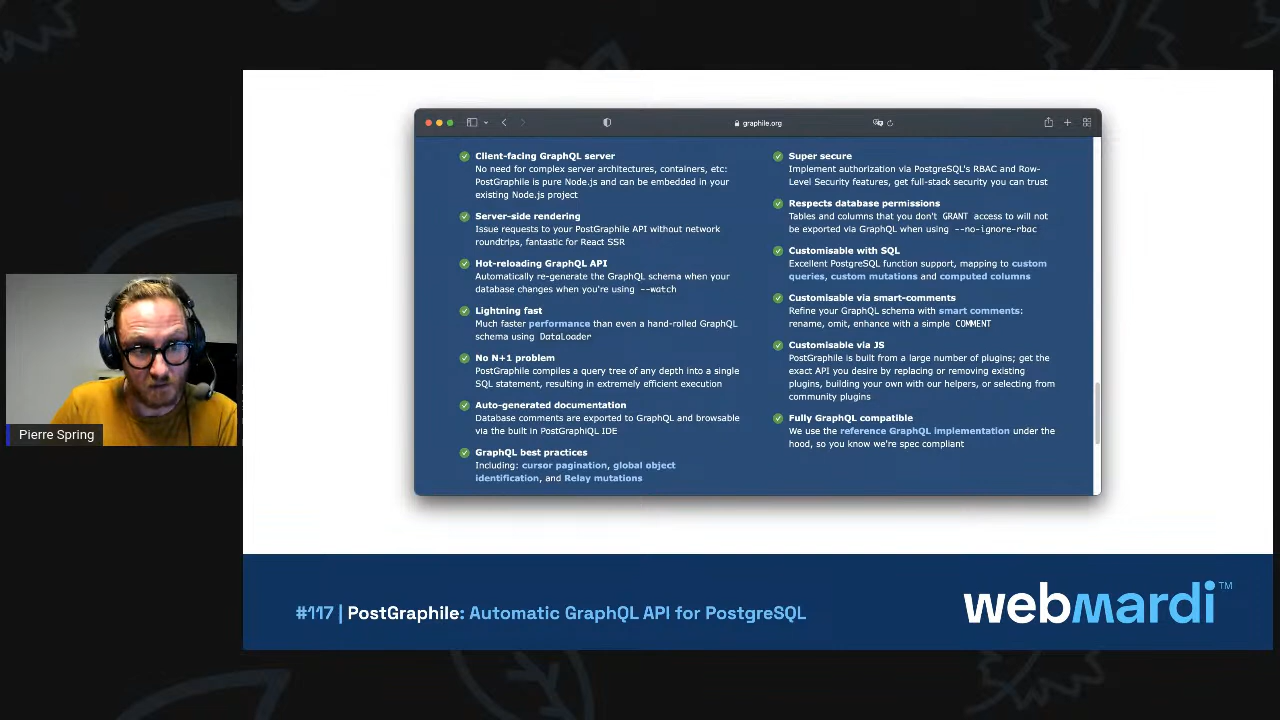 graphile.org
Client-facing GraphQL server
No need for complex server architectures, containers, etc:
PostGraphile is pure Node.js and can be embedded in your
existing Node.js project
Server-side rendering
Issue requests to your PostGraphile API without network
roundtrips, fantastic for React SSR
Hot-reloading GraphQL API
Automatically re-generate the GraphQL schema when your
database changes when you're using --watch
Lightning fast
Much faster performance than even a hand-rolled GraphQL
schema using DataLoader
No N+1 problem
PostGraphile compiles a query tree of any depth into a single
SQL statement, resulting in extremely efficient execution
Auto-generated documentation
Database comments are exported to GraphQL and browsable
via the built in PostGraphiQL IDE
GraphQL best practices
Including: cursor pagination, global object
identification, and Relay mutations
Super secure
Implement authorization via PostgreSQL's RBAC and Row-
Level Security features, get full-stack security you can trust
Respects database permissions
Tables and columns that you don't GRANT access to will not
be exported via GraphQL when using --no-ignore-rbac
Customisable with SQL
Excellent PostgreSQL function support, mapping to custom
queries, custom mutations and computed columns
Customisable via smart-comments
Refine your GraphQL schema with smart comments:
rename, omit, enhance with a simple COMMENT
Customisable via JS
PostGraphile is built from a large number of plugins; get the
exact API you desire by replacing or removing existing
plugins, building your own with our helpers, or selecting from
community plugins
Fully GraphQL compatible
We use the reference GraphQL implementation under the
hood, so you know we're spec compliant
Pierre Spring
#117 | PostGraphile: Automatic GraphQL API for PostgreSQL
webmardi™